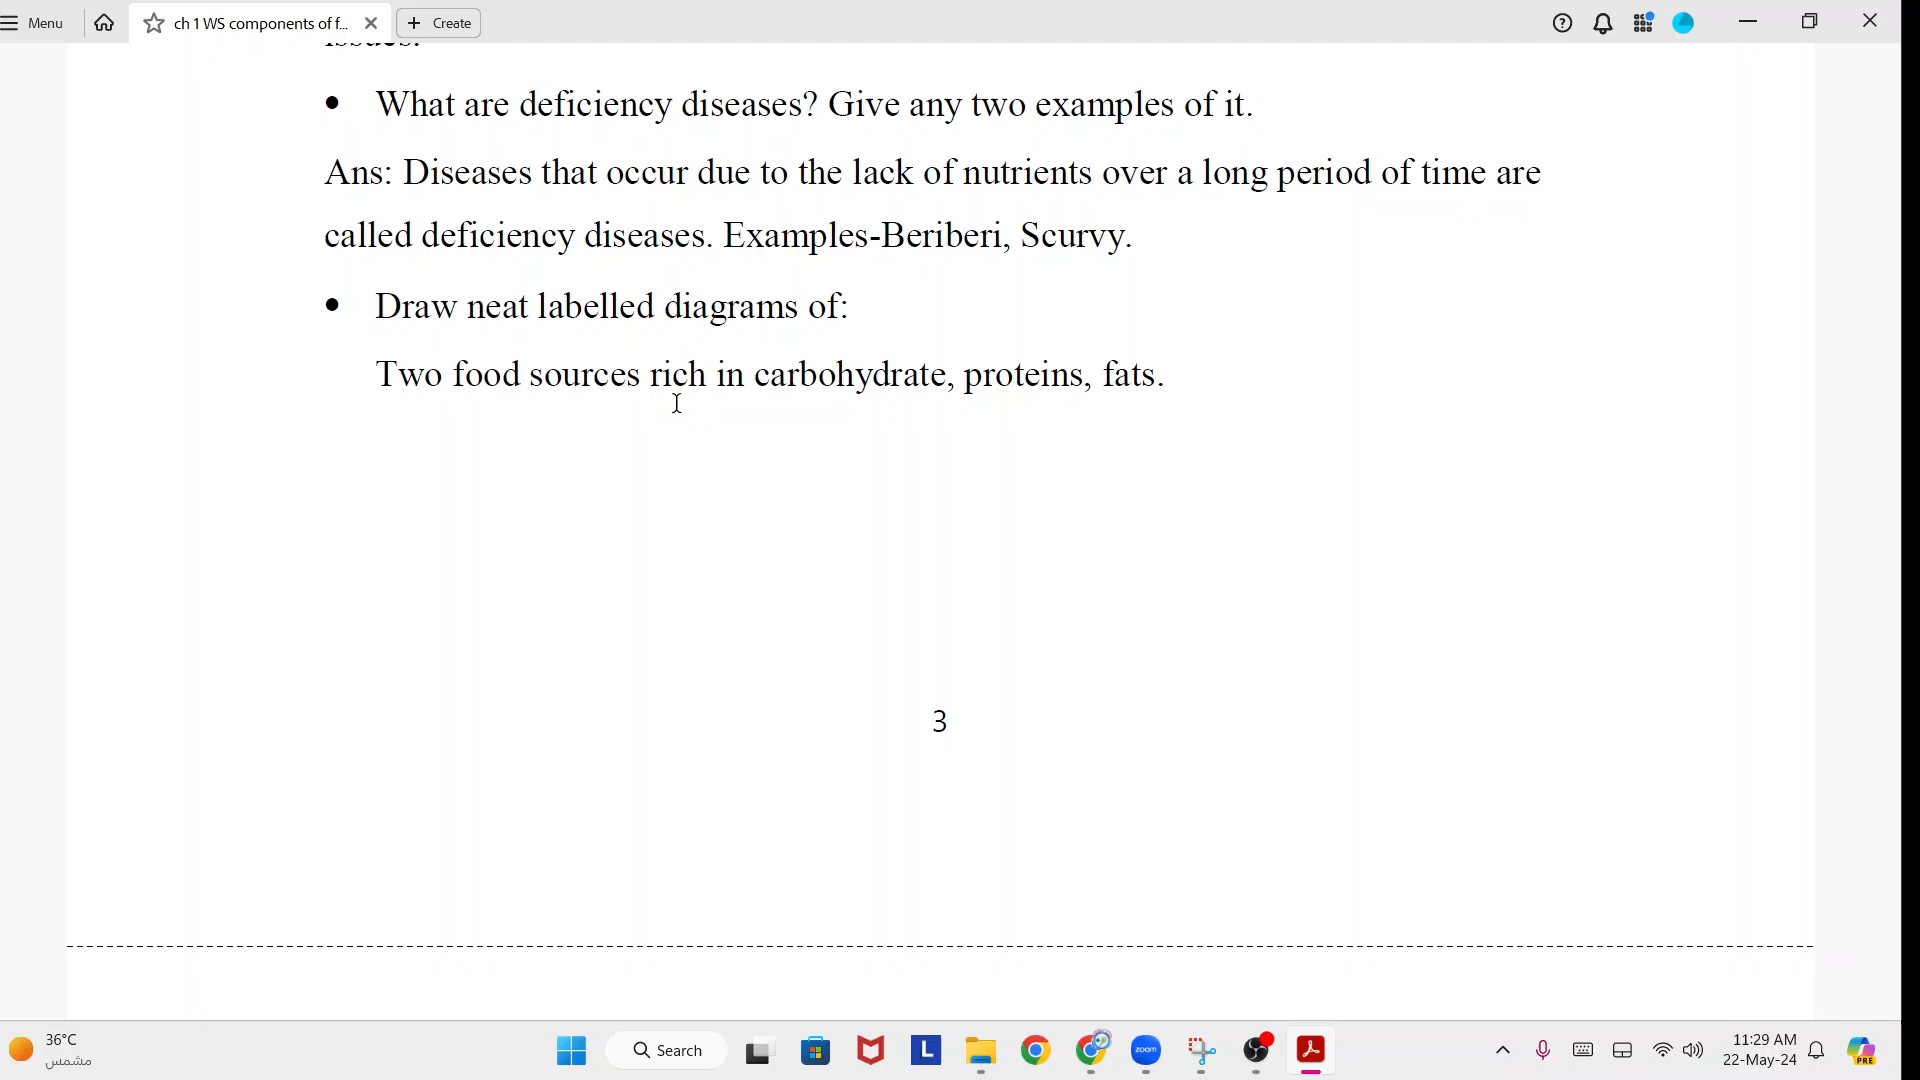 Menu
ch 1 WS components of f...
Create
issues.
• What are deficiency diseases? Give any two examples of it.
Ans: Diseases that occur due to the lack of nutrients over a long period of time are
called deficiency diseases. Examples-Beriberi, Scurvy.
• Draw neat labelled diagrams of:
Two food sources rich in carbohydrate, proteins, fats.
3
36°C
مشمس
Search
L
zoom
11:29 AM
22-May-24
PRE